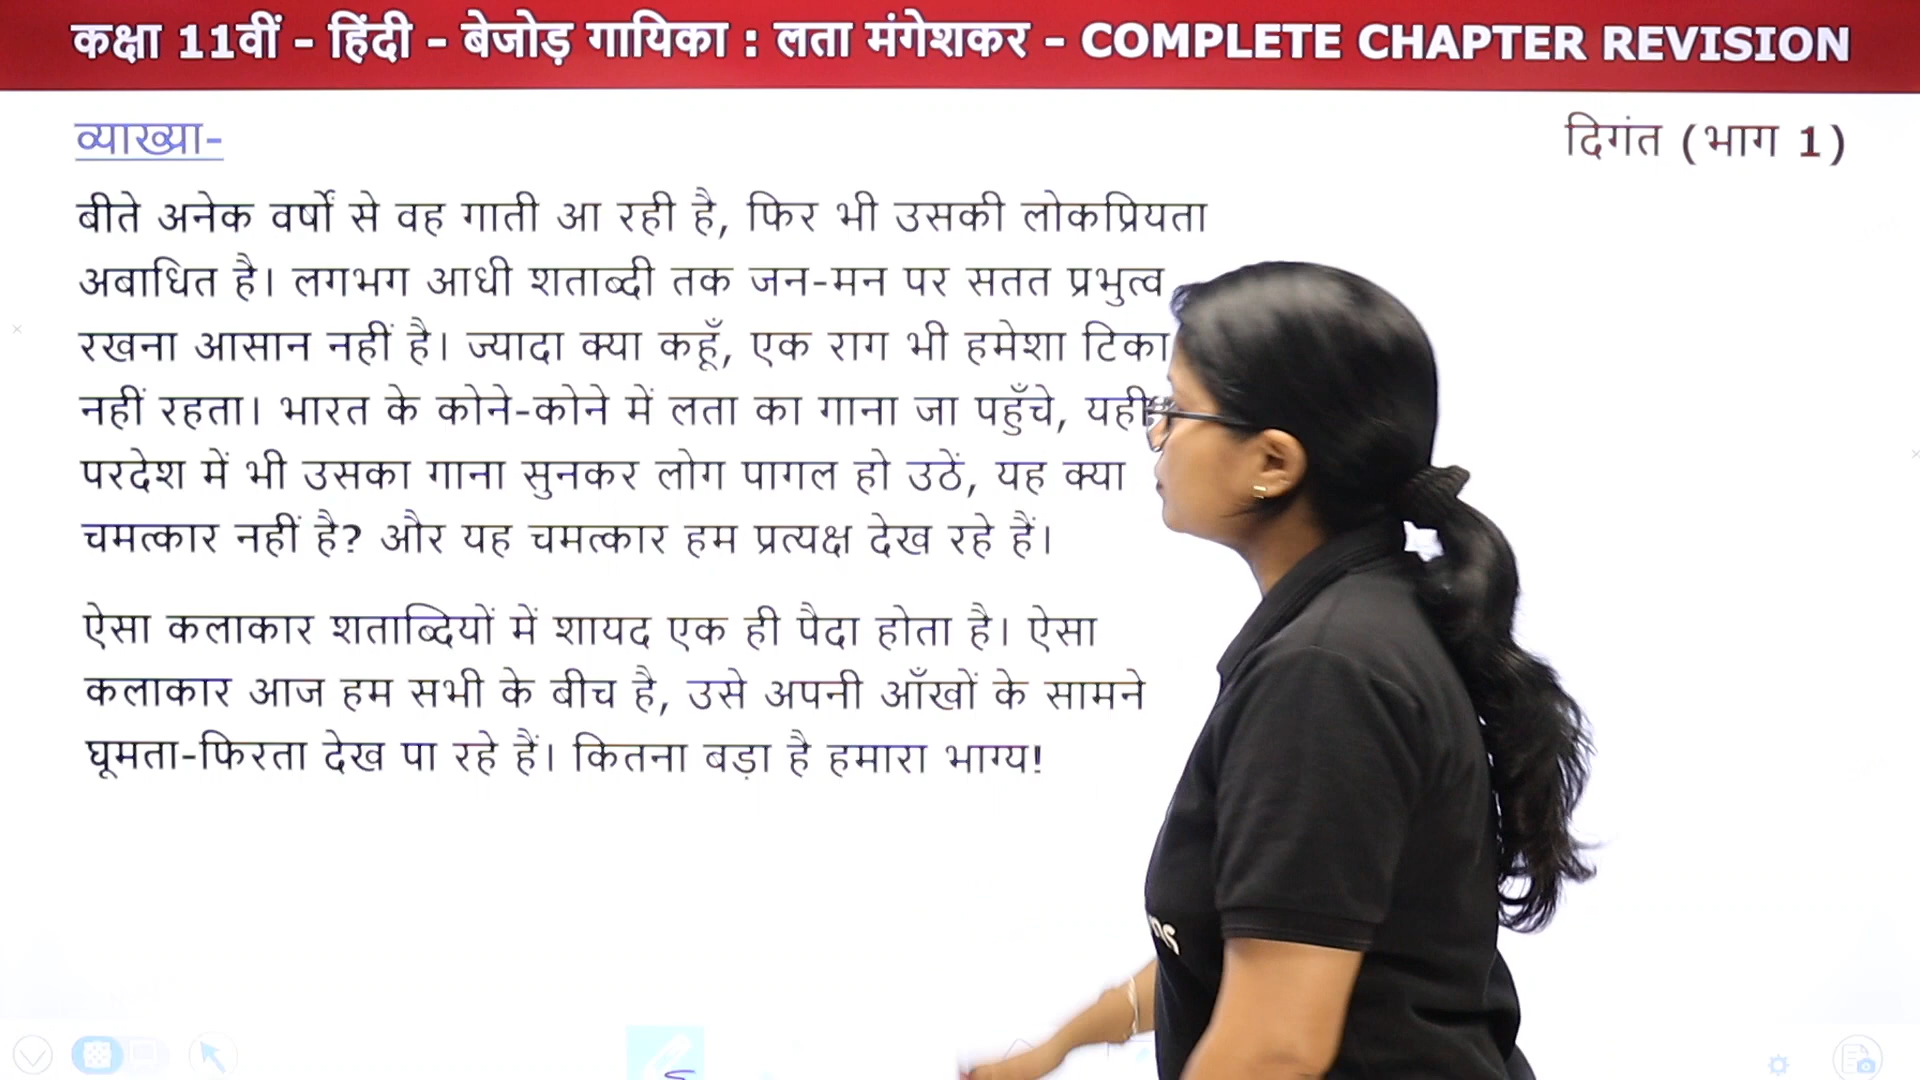 कक्षा 11वीं - हिंदी - बेजोड़ गायिका : लता मंगेशकर - COMPLETE CHAPTER REVISION
व्याख्या-
दिगंत (भाग 1)
बीते अनेक वर्षों से वह गाती आ रही है, फिर भी उसकी लोकप्रियता
अबाधित है। लगभग आधी शताब्दी तक जन-मन पर सतत प्रभुत्व
रखना आसान नहीं है। ज्यादा क्या कहूँ, एक राग भी हमेशा टिका
नहीं रहता। भारत के कोने-कोने में लता का गाना जा पहुँचे, यही
परदेश में भी उसका गाना सुनकर लोग पागल हो उठें, यह क्या
चमत्कार नहीं है? और यह चमत्कार हम प्रत्यक्ष देख रहे हैं।
ऐसा कलाकार शताब्दियों में शायद एक ही पैदा होता है। ऐसा
कलाकार आज हम सभी के बीच है, उसे अपनी आँखों के सामने
घूमता-फिरता देख पा रहे हैं। कितना बड़ा है हमारा भाग्य!